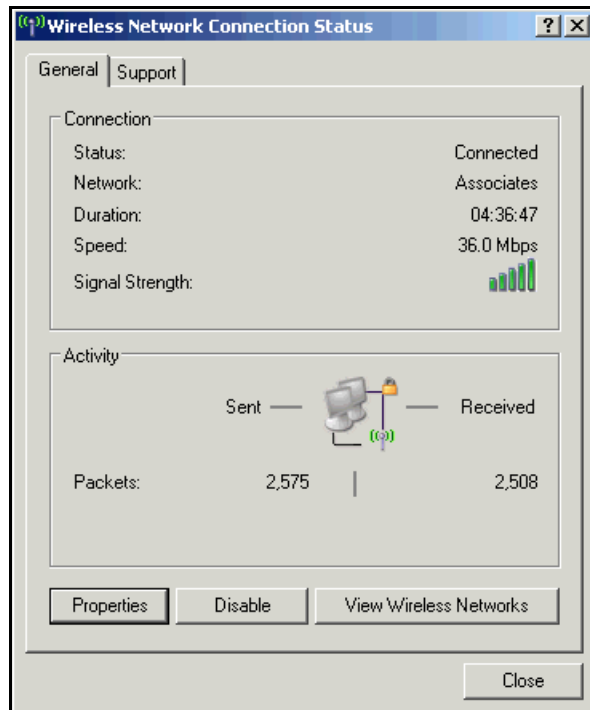 Wireless Network Connection Status
General Support
Connection
Status: Connected
Network: Associates
Duration: 04:36:47
Speed: 36.0 Mbps
Signal Strength:
Activity
Sent Received
Packets: 2,575 2,508
Properties Disable View Wireless Networks
Close